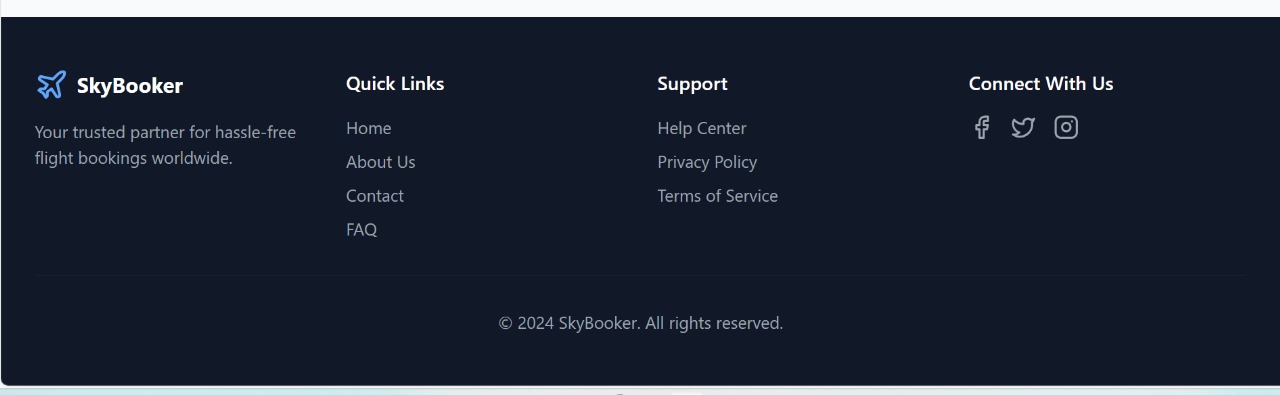 SkyBooker
Your trusted partner for hassle-free
flight bookings worldwide.
Quick Links
Home
About Us
Contact
FAQ
Support
Help Center
Privacy Policy
Terms of Service
Connect With Us
© 2024 SkyBooker. All rights reserved.